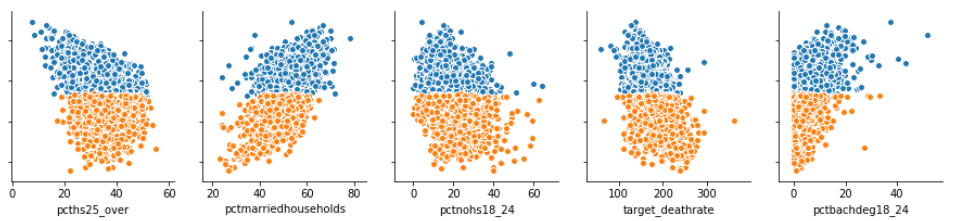 0 20 40 60 20 40 60 80 0 20 40 60 100 200 300 0 20 40
pcths25_over pctmarriedhouseholds pctnohs18_24 target_deathrate pctbachdeg18_24